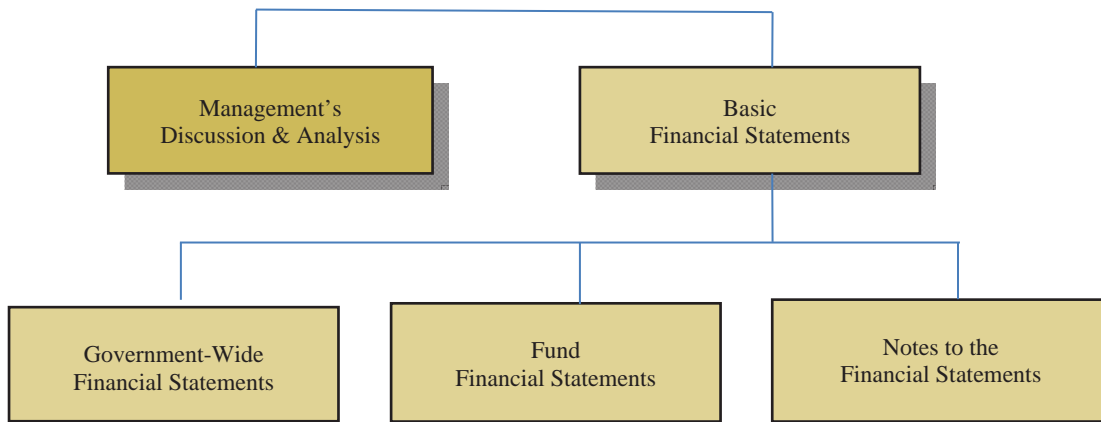 Management’s
Discussion & Analysis
Basic
Financial Statements
Government-Wide
Financial Statements
Fund
Financial Statements
Notes to the
Financial Statements